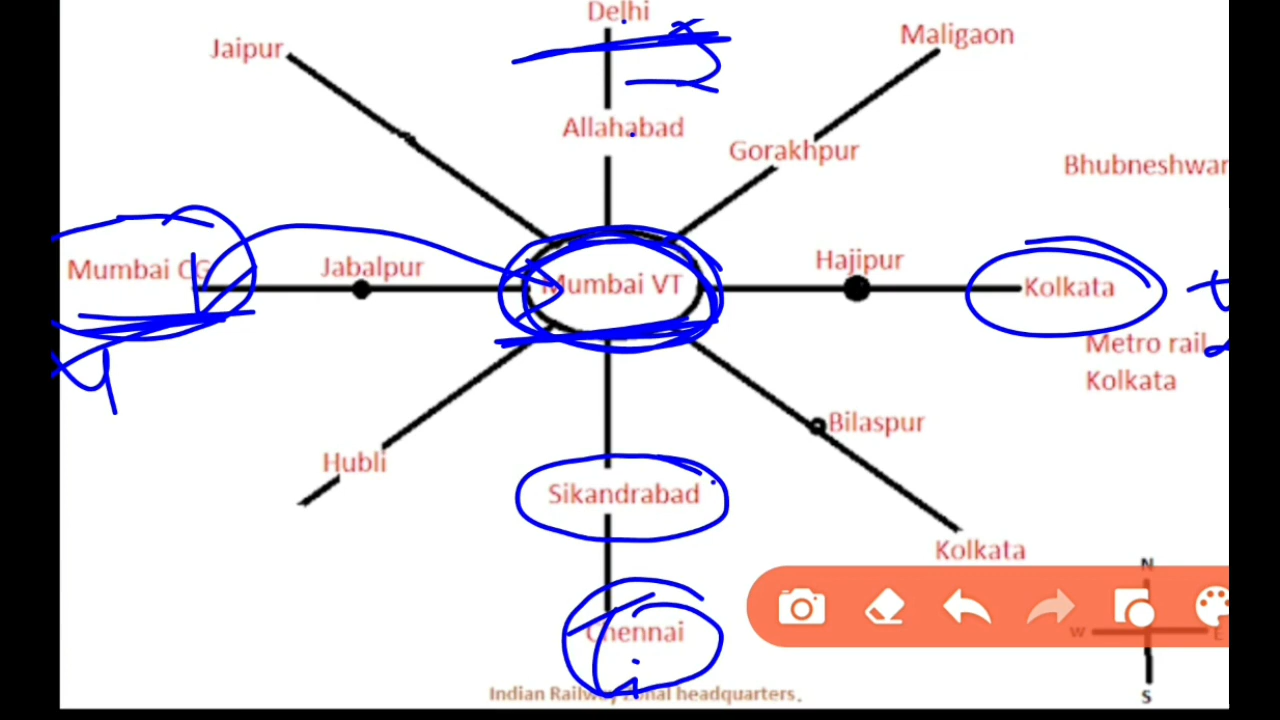 Delhi
Jaipur
Maligaon
Allahabad
Gorakhpur
Bhubneshwar
Mumbai CG
Jabalpur
Mumbai VT
Hajipur
Kolkata
Metro rail
Kolkata
Bilaspur
Hubli
Sikandrabad
Kolkata
Chennai
N
W
E
S
Indian Railway zonal headquarters.